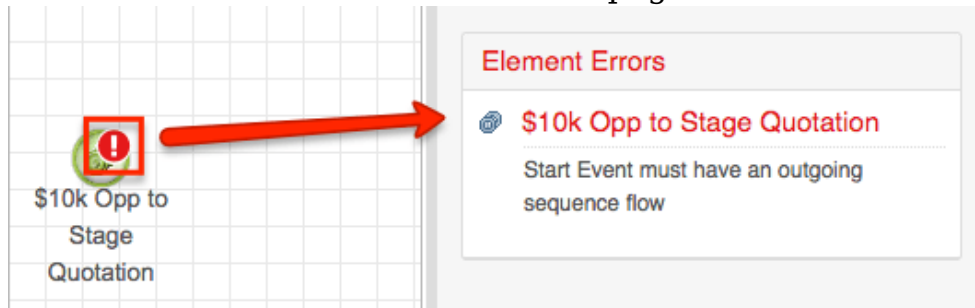 Element Errors
$10k Opp to Stage Quotation
Start Event must have an outgoing
sequence flow
$10k Opp to
Stage
Quotation